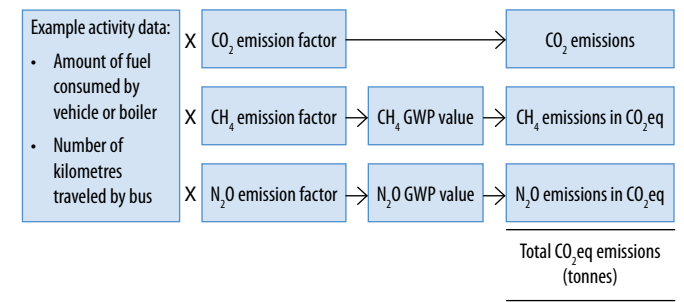 Example activity data:
• Amount of fuel
consumed by
vehicle or boiler
• Number of
kilometres
traveled by bus
X CO₂ emission factor CO₂ emissions
X CH₄ emission factor CH₄ GWP value CH₄ emissions in CO₂eq
X N₂O emission factor N₂O GWP value N₂O emissions in CO₂eq
Total CO₂eq emissions
(tonnes)